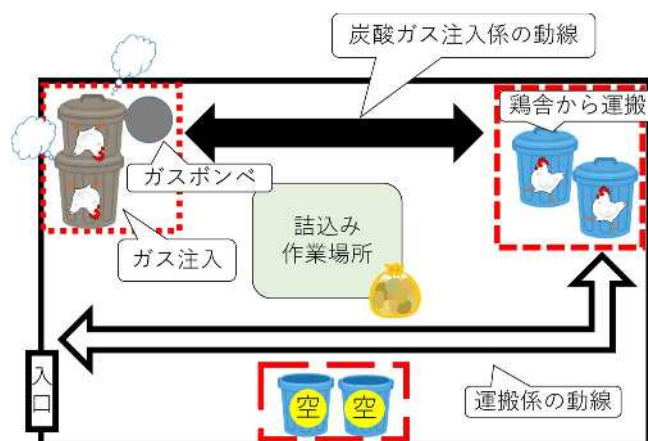 炭酸ガス注入係の動線
鶏舎から運搬
ガスボンベ
ガス注入
詰込み
作業場所
入口
空
空
運搬係の動線